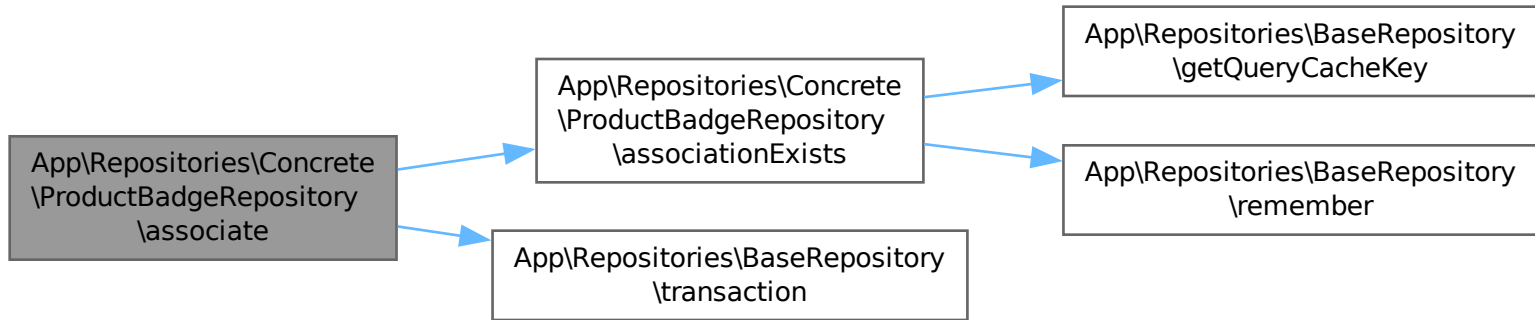 App\Repositories\Concrete
\ProductBadgeRepository
\associate
App\Repositories\Concrete
\ProductBadgeRepository
\associationExists
App\Repositories\BaseRepository
\transaction
App\Repositories\BaseRepository
\getQueryCacheKey
App\Repositories\BaseRepository
\remember